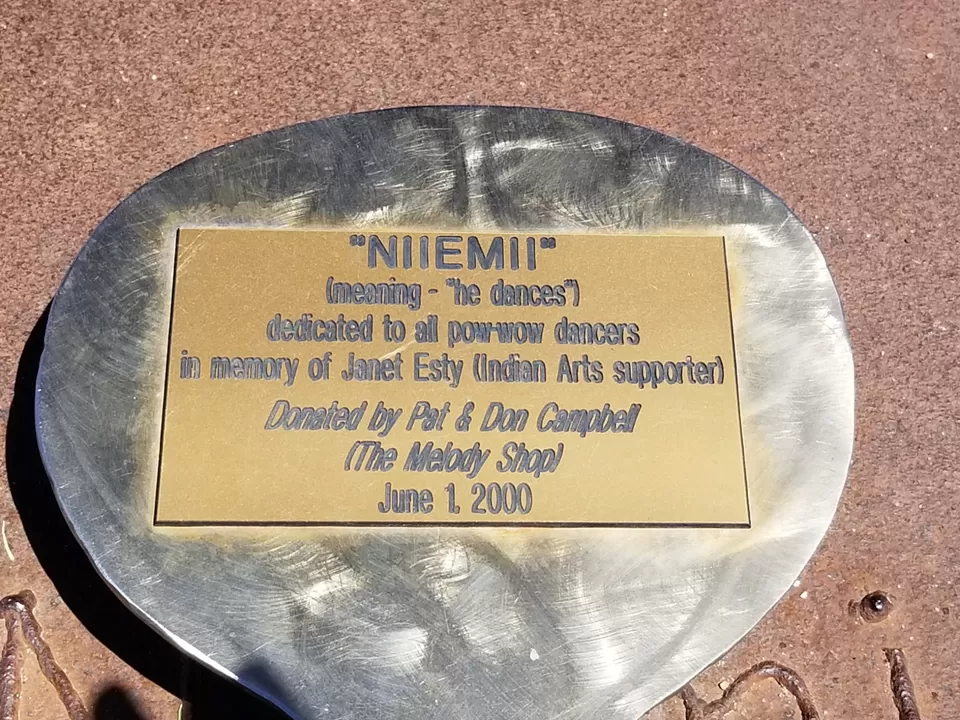 "NIIEMII"
(meaning - "he dances")
dedicated to all pow-wow dancers
in memory of Janet Esty (Indian Arts supporter)
Donated by Pat & Don Campbell
(The Melody Shop)
June 1, 2000